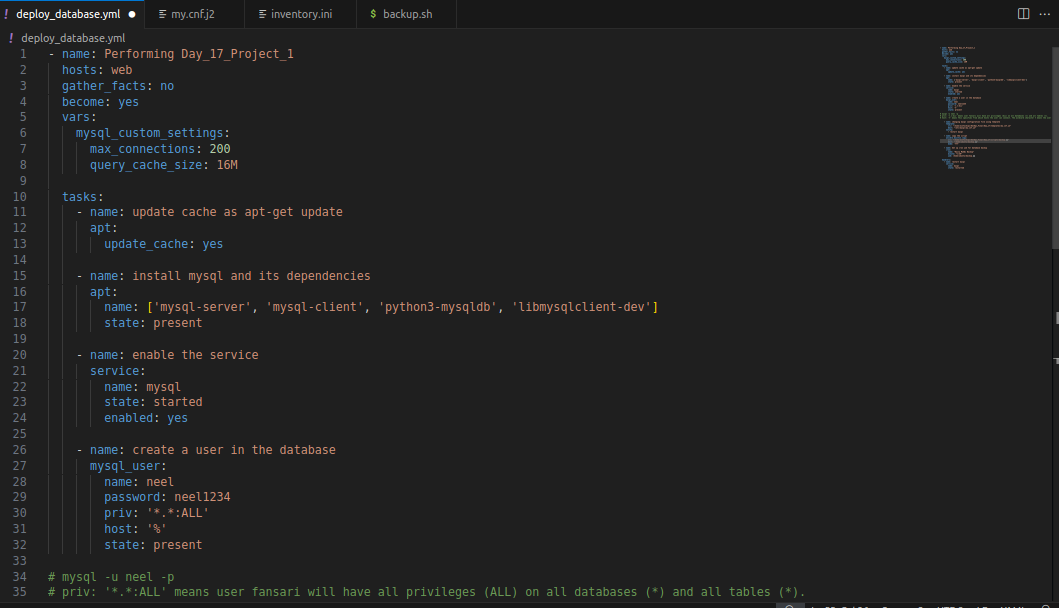 ! deploy_database.yml ● my.cnf.j2 inventory.ini $ backup.sh
! deploy_database.yml
1 - name: Performing Day_17_Project_1
2 hosts: web
3 gather_facts: no
4 become: yes
5 vars:
6 mysql_custom_settings:
7 max_connections: 200
8 query_cache_size: 16M
9
10 tasks:
11 - name: update cache as apt-get update
12 apt:
13 update_cache: yes
14
15 - name: install mysql and its dependencies
16 apt:
17 name: ['mysql-server', 'mysql-client', 'python3-mysqldb', 'libmysqlclient-dev']
18 state: present
19
20 - name: enable the service
21 service:
22 name: mysql
23 state: started
24 enabled: yes
25
26 - name: create a user in the database
27 mysql_user:
28 name: neel
29 password: neel1234
30 priv: '*.*:ALL'
31 host: '%'
32 state: present
33
34 # mysql -u neel -p
35 # priv: '*.*:ALL' means user fansari will have all privileges (ALL) on all databases (*) and all tables (*).